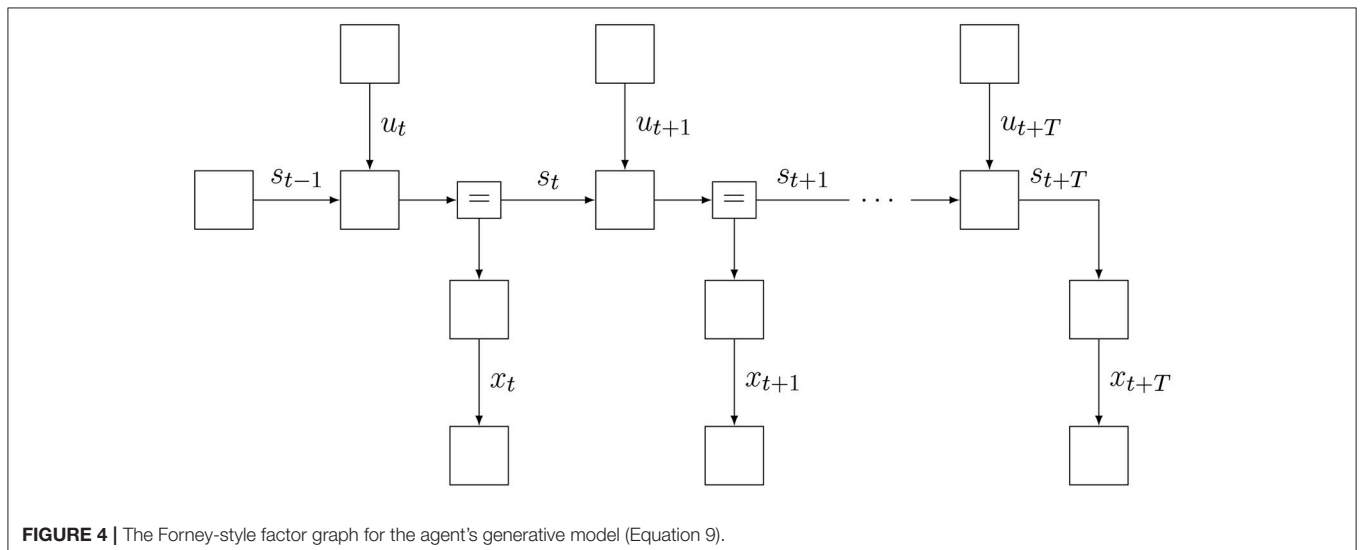 u_t
u_{t+1}
u_{t+T}
s_{t−1}
=
s_t
=
s_{t+1}
···
s_{t+T}
x_t
x_{t+1}
x_{t+T}
FIGURE 4 | The Forney-style factor graph for the agent's generative model (Equation 9).